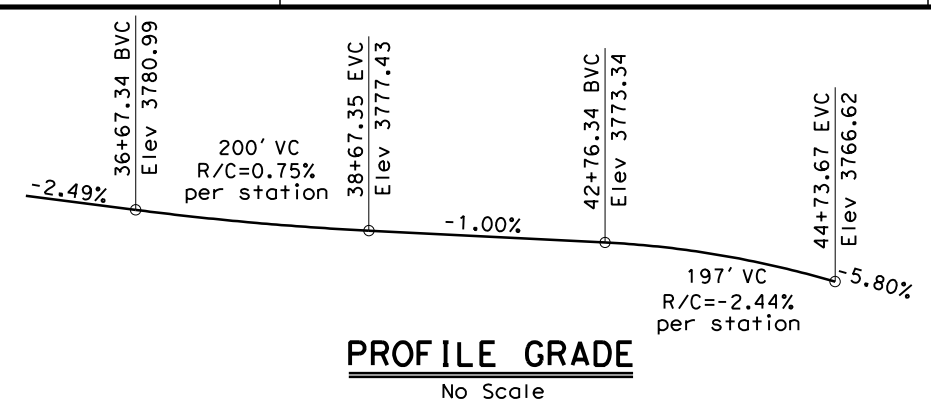 36+67.34 BVC
Elev 3780.99
38+67.35 EVC
Elev 3777.43
42+76.34 BVC
Elev 3773.34
44+73.67 EVC
Elev 3766.62
200' VC
R/C=0.75%
per station
-2.49%
-1.00%
-5.80%
197' VC
R/C=-2.44%
per station
PROFILE GRADE
No Scale